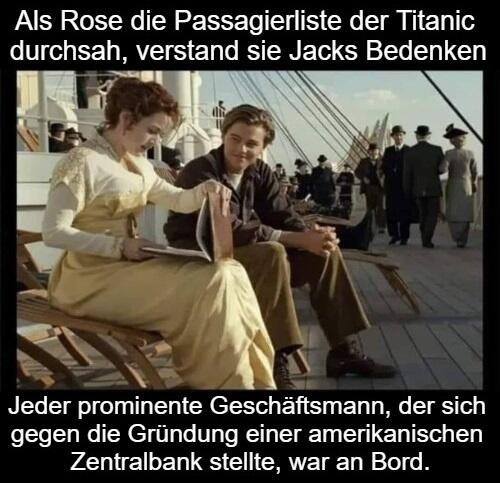 Als Rose die Passagierliste der Titanic
durchsah, verstand sie Jacks Bedenken
Jeder prominente Geschäftsmann, der sich
gegen die Gründung einer amerikanischen
Zentralbank stellte, war an Bord.